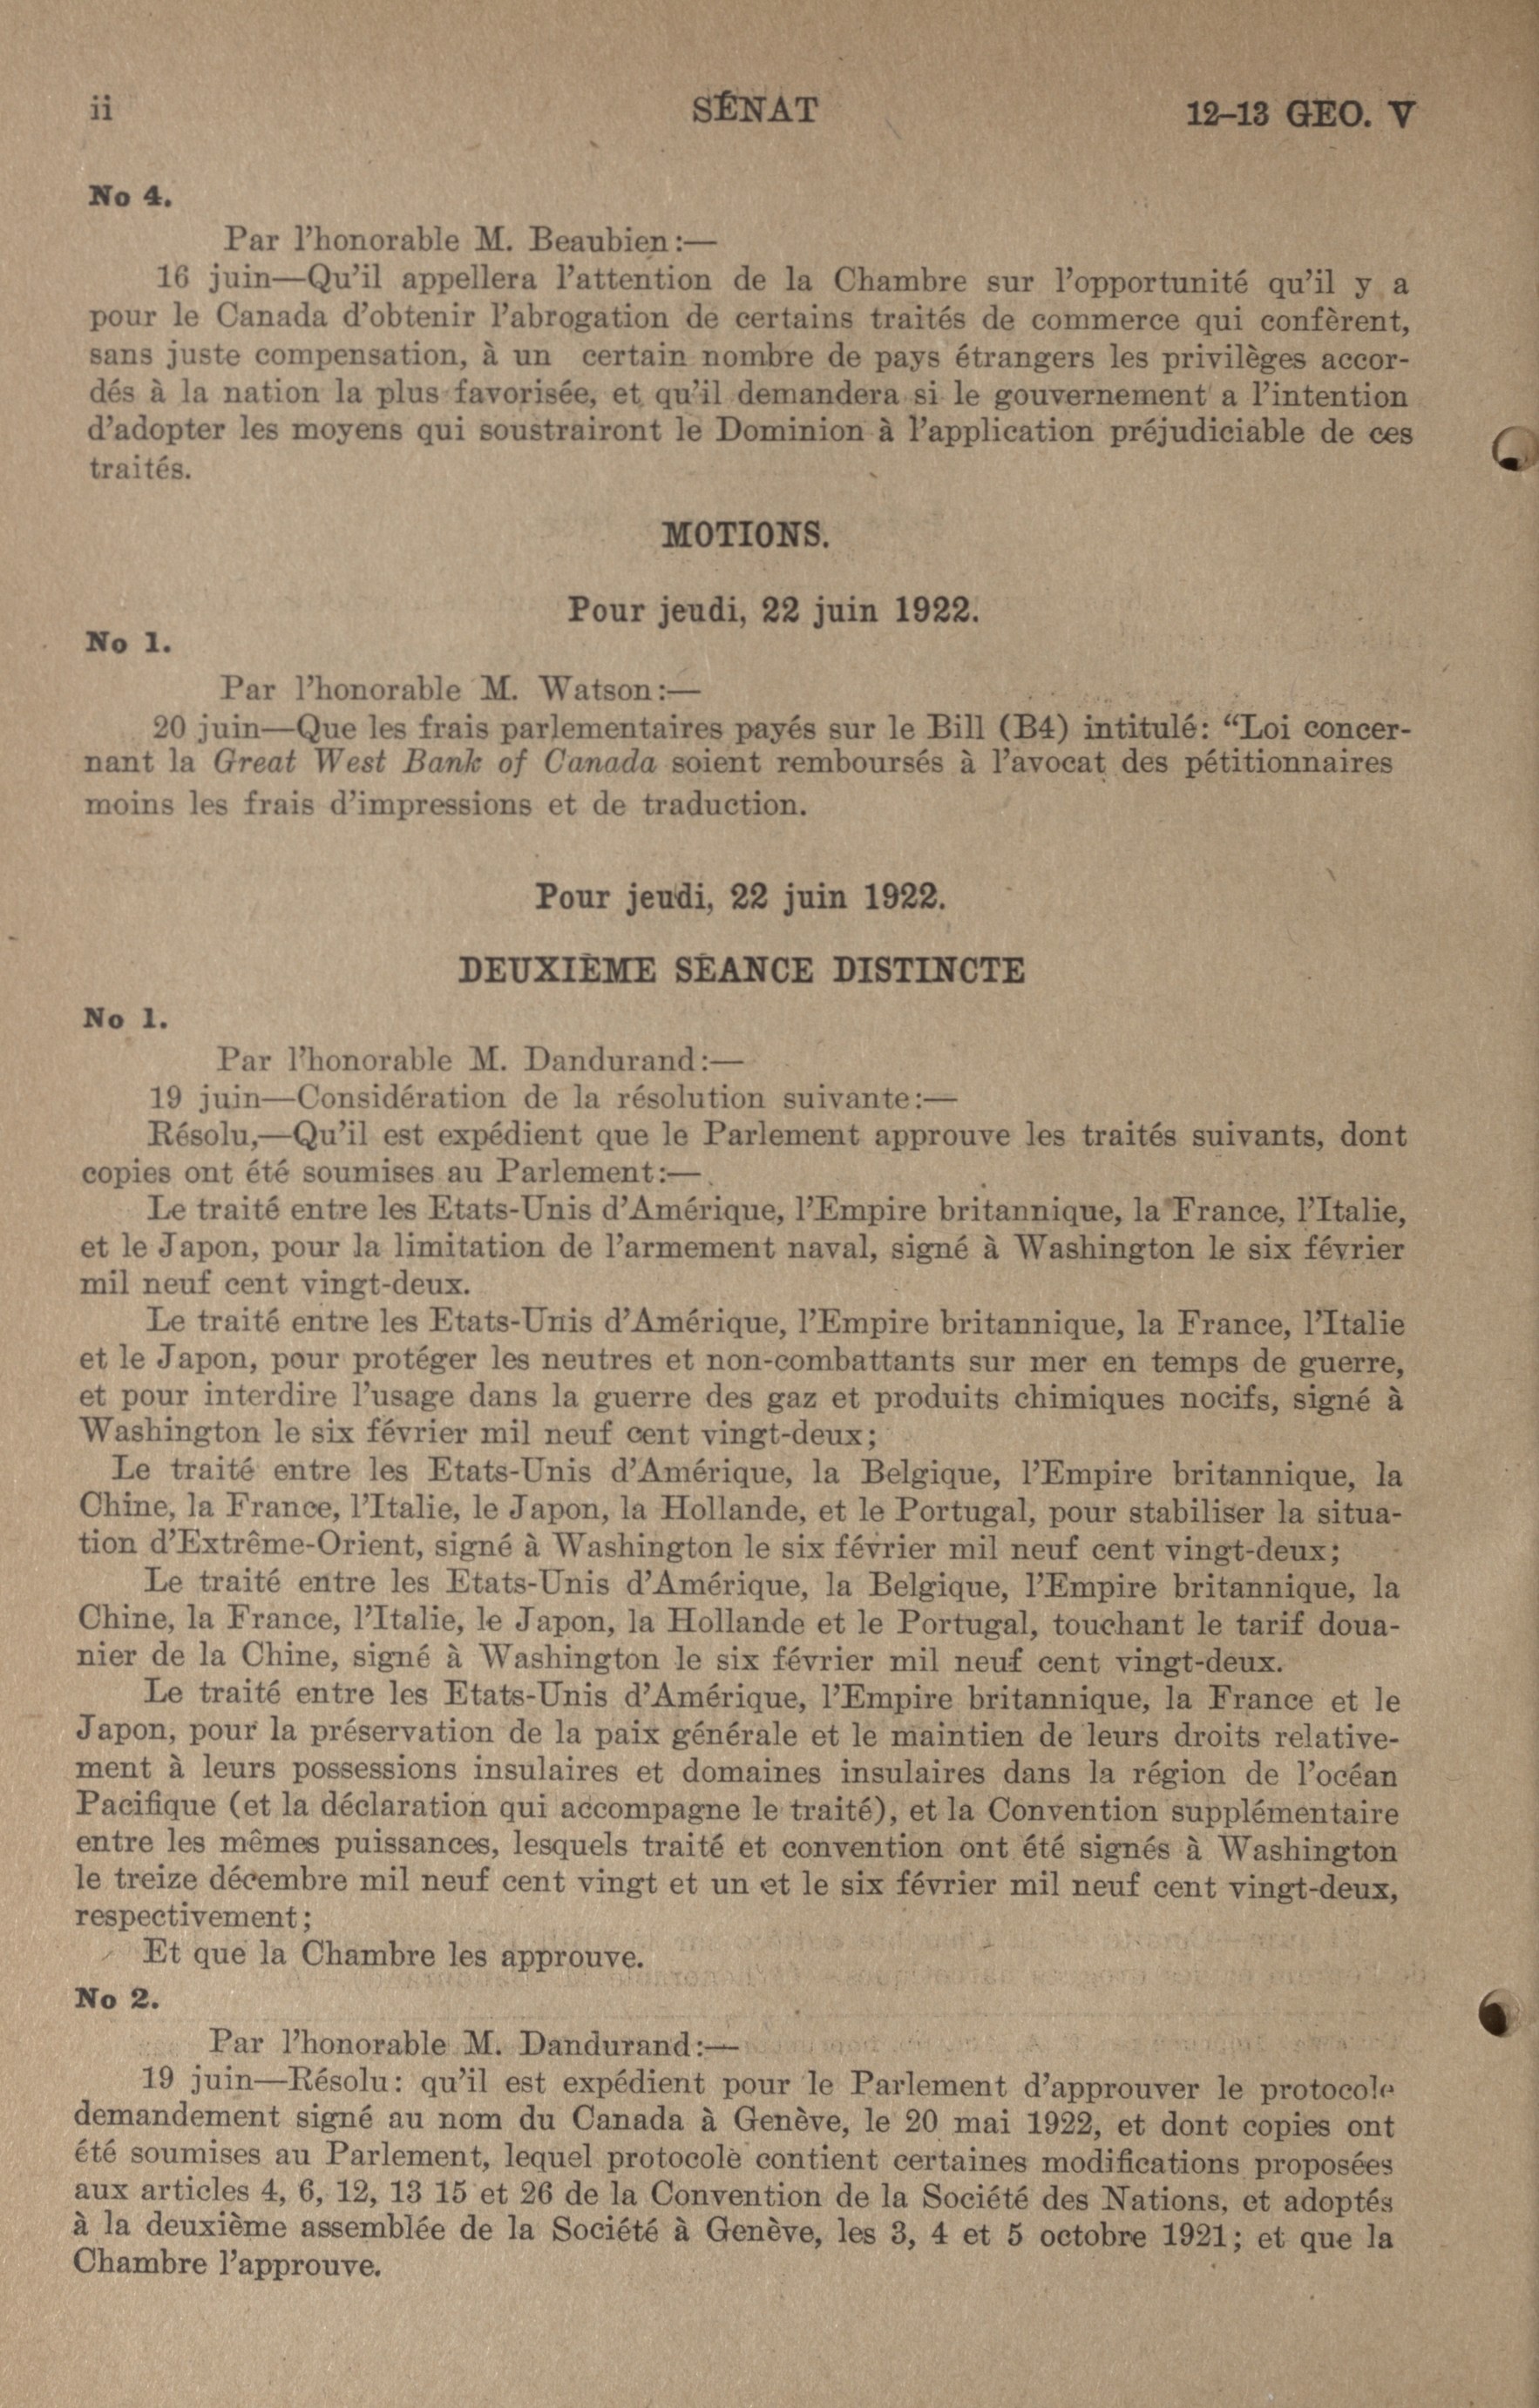 ii SÉNAT 12–13 GEO. V
No 4.
Par l'honorable M. Beaubien:—
16 juin—Qu'il appellera l'attention de la Chambre sur l'opportunité qu'il y a
pour le Canada d'obtenir l'abrogation de certains traités de commerce qui confèrent,
sans juste compensation, à un certain nombre de pays étrangers les privilèges accor-
dés à la nation la plus favorisée, et qu'il demandera si le gouvernement a l'intention
d'adopter les moyens qui soustrairont le Dominion à l'application préjudiciable de ces
traités.
MOTIONS.
Pour jeudi, 22 juin 1922.
No 1.
Par l'honorable M. Watson:—
20 juin—Que les frais parlementaires payés sur le Bill (B4) intitulé: "Loi concer-
nant la Great West Bank of Canada soient remboursés à l'avocat des pétitionnaires
moins les frais d'impressions et de traduction.
Pour jeudi, 22 juin 1922.
DEUXIÈME SÉANCE DISTINCTE
No 1.
Par l'honorable M. Dandurand:—
19 juin—Considération de la résolution suivante:—
Résolu,—Qu'il est expédient que le Parlement approuve les traités suivants, dont
copies ont été soumises au Parlement:—
Le traité entre les Etats-Unis d'Amérique, l'Empire britannique, la France, l'Italie,
et le Japon, pour la limitation de l'armement naval, signé à Washington le six février
mil neuf cent vingt-deux.
Le traité entre les Etats-Unis d'Amérique, l'Empire britannique, la France, l'Italie
et le Japon, pour protéger les neutres et non-combattants sur mer en temps de guerre,
et pour interdire l'usage dans la guerre des gaz et produits chimiques nocifs, signé à
Washington le six février mil neuf cent vingt-deux;
Le traité entre les Etats-Unis d'Amérique, la Belgique, l'Empire britannique, la
Chine, la France, l'Italie, le Japon, la Hollande, et le Portugal, pour stabiliser la situa-
tion d'Extrême-Orient, signé à Washington le six février mil neuf cent vingt-deux;
Le traité entre les Etats-Unis d'Amérique, la Belgique, l'Empire britannique, la
Chine, la France, l'Italie, le Japon, la Hollande et le Portugal, touchant le tarif doua-
nier de la Chine, signé à Washington le six février mil neuf cent vingt-deux.
Le traité entre les Etats-Unis d'Amérique, l'Empire britannique, la France et le
Japon, pour la préservation de la paix générale et le maintien de leurs droits relative-
ment à leurs possessions insulaires et domaines insulaires dans la région de l'océan
Pacifique (et la déclaration qui accompagne le traité), et la Convention supplémentaire
entre les mêmes puissances, lesquels traité et convention ont été signés à Washington
le treize décembre mil neuf cent vingt et un et le six février mil neuf cent vingt-deux,
respectivement;
Et que la Chambre les approuve.
No 2.
Par l'honorable M. Dandurand:—
19 juin—Résolu: qu'il est expédient pour le Parlement d'approuver le protocole
demandement signé au nom du Canada à Genève, le 20 mai 1922, et dont copies ont
été soumises au Parlement, lequel protocole contient certaines modifications proposées
aux articles 4, 6, 12, 13 15 et 26 de la Convention de la Société des Nations, et adoptés
à la deuxième assemblée de la Société à Genève, les 3, 4 et 5 octobre 1921; et que la
Chambre l'approuve.